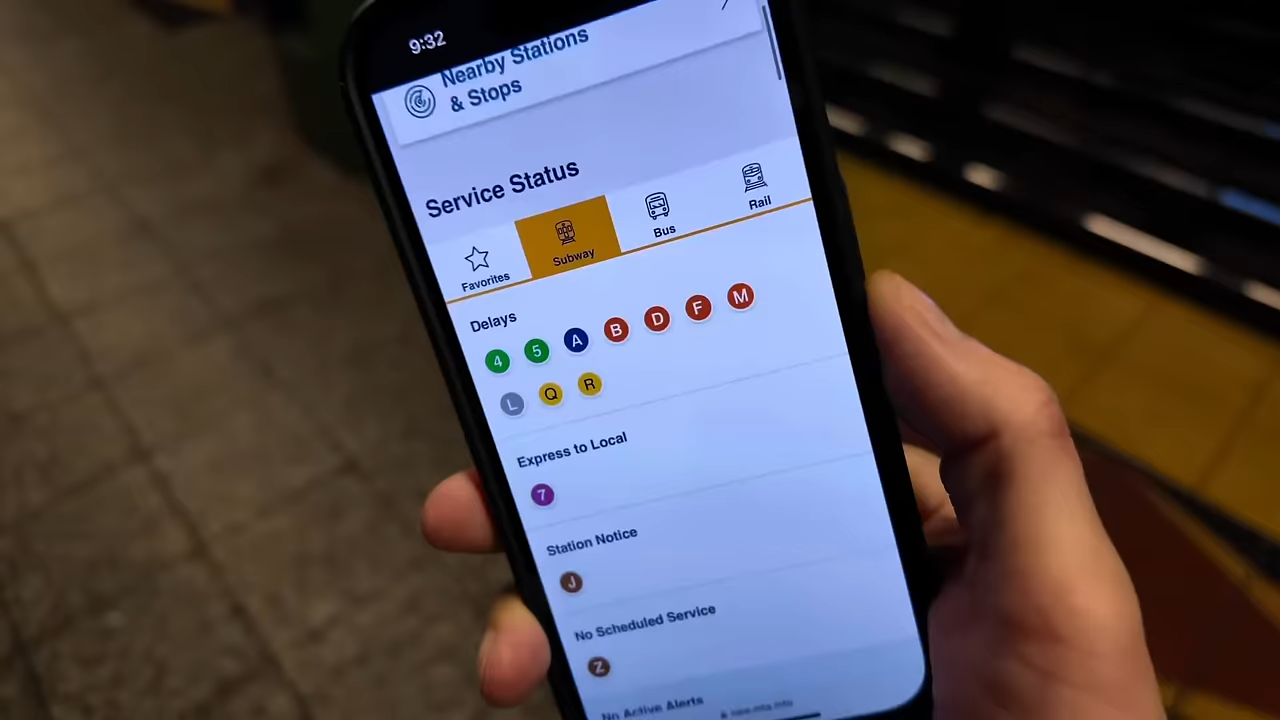 9:32
Nearby Stations
& Stops
Service Status
Favorites
Subway
Bus
Rail
Delays
4 5 A B D F M
L Q R
Express to Local
7
Station Notice
J
No Scheduled Service
Z
No Active Alerts
new.mta.info